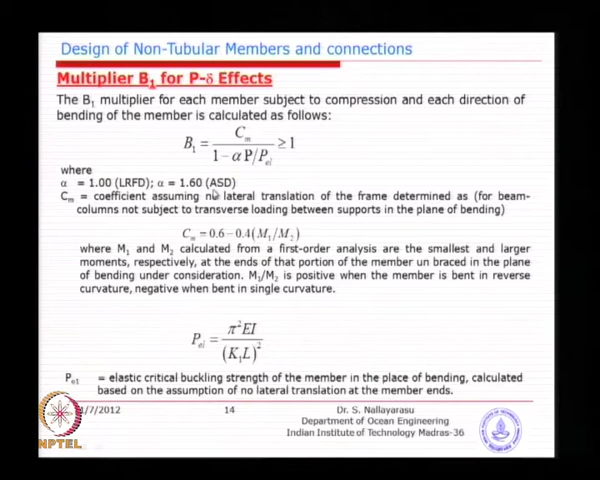 Design of Non-Tubular Members and connections
Multiplier B1 for P-δ Effects
The B1 multiplier for each member subject to compression and each direction of
bending of the member is calculated as follows:
B1 = Cm / (1 − αP/Pel) ≥ 1
where
α = 1.00 (LRFD); α = 1.60 (ASD)
Cm = coefficient assuming no lateral translation of the frame determined as (for beam-
columns not subject to transverse loading between supports in the plane of bending)
Cm = 0.6 − 0.4(M1/M2)
where M1 and M2 calculated from a first-order analysis are the smallest and larger
moments, respectively, at the ends of that portion of the member un braced in the plane
of bending under consideration. M1/M2 is positive when the member is bent in reverse
curvature, negative when bent in single curvature.
Pel = π²EI / (K1L)²
Pe1 = elastic critical buckling strength of the member in the place of bending, calculated
based on the assumption of no lateral translation at the member ends.
1/7/2012
14
Dr. S. Nallayarasu
Department of Ocean Engineering
Indian Institute of Technology Madras-36
NPTEL